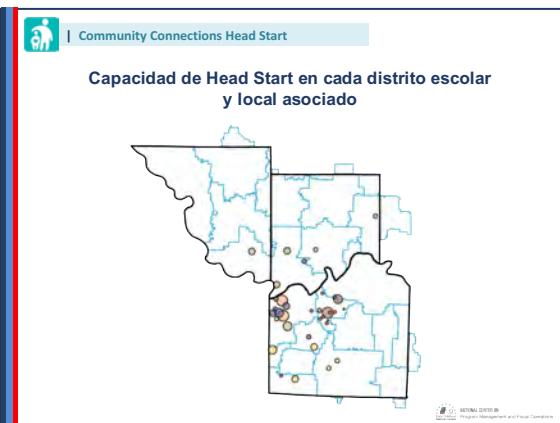 | Community Connections Head Start
Capacidad de Head Start en cada distrito escolar
y local asociado
NATIONAL CENTER ON
Program Management and Fiscal Operations